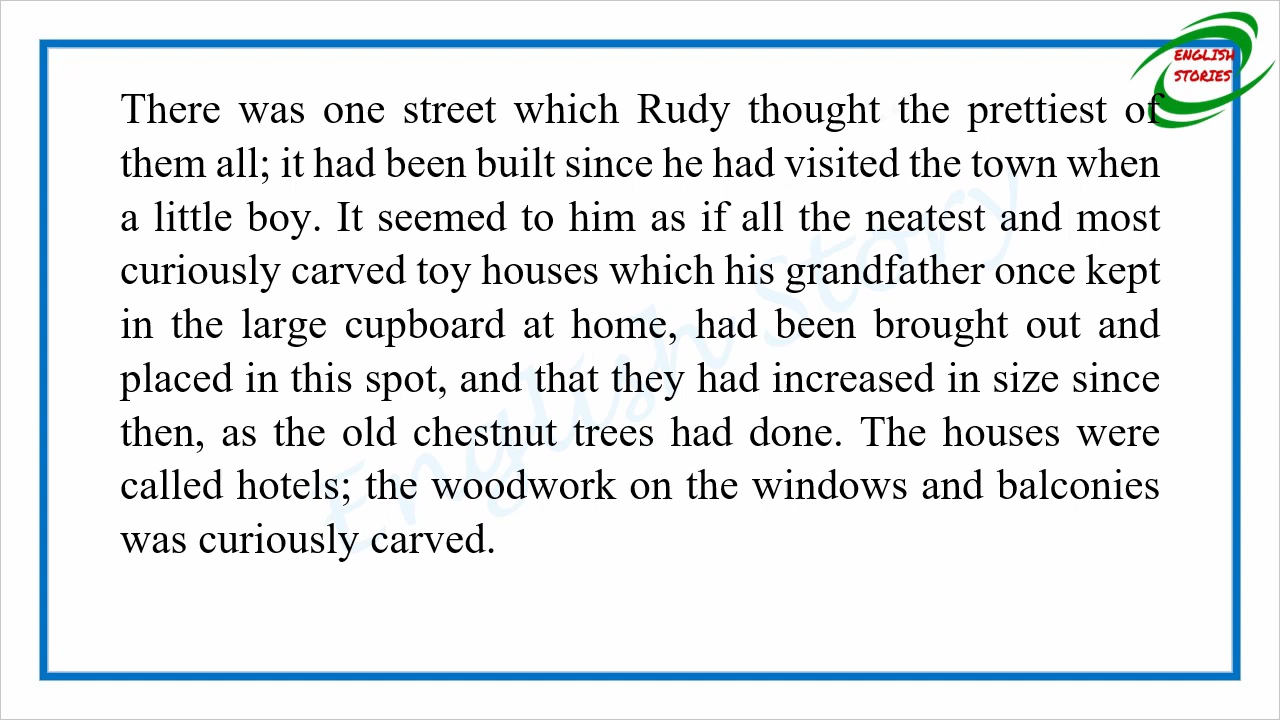 ENGLISH
STORIES
There was one street which Rudy thought the prettiest of
them all; it had been built since he had visited the town when
a little boy. It seemed to him as if all the neatest and most
curiously carved toy houses which his grandfather once kept
in the large cupboard at home, had been brought out and
placed in this spot, and that they had increased in size since
then, as the old chestnut trees had done. The houses were
called hotels; the woodwork on the windows and balconies
was curiously carved.
English Story